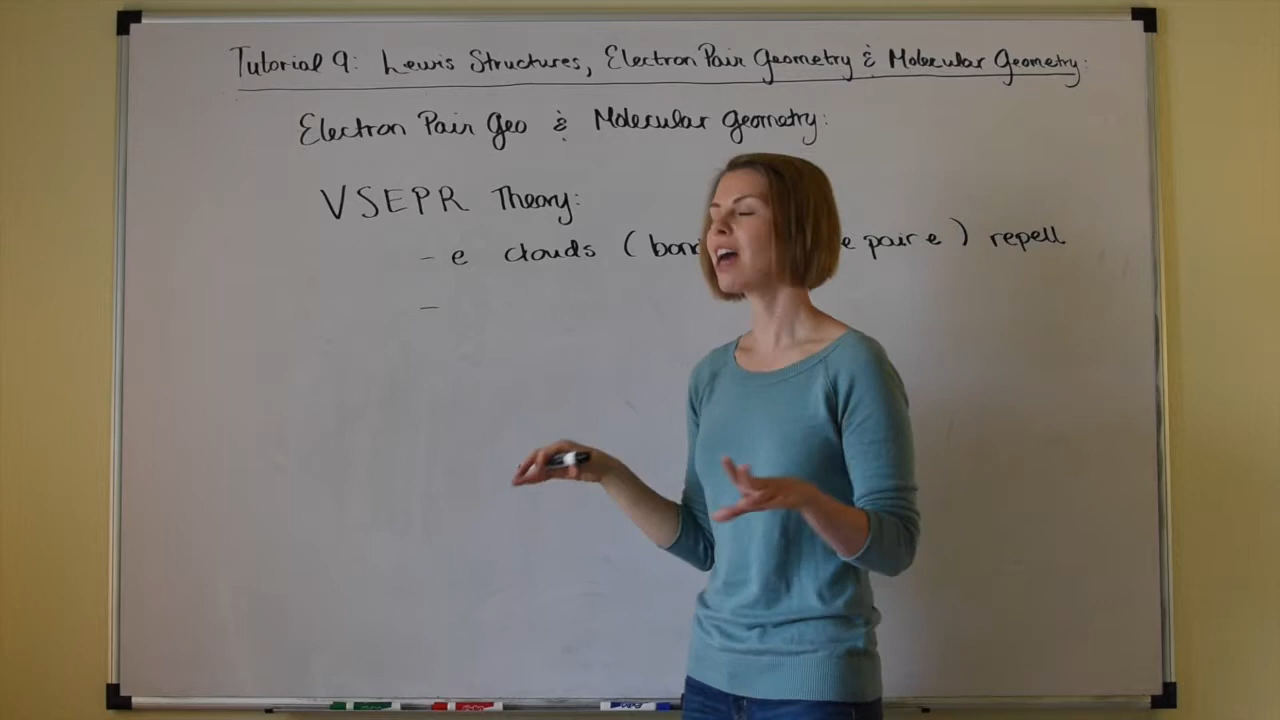 Tutorial 9: Lewis Structures, Electron Pair Geometry & Molecular Geometry:
Electron Pair Geo & Molecular Geometry:
VSEPR Theory:
- e clouds ( pair e ) repell
-